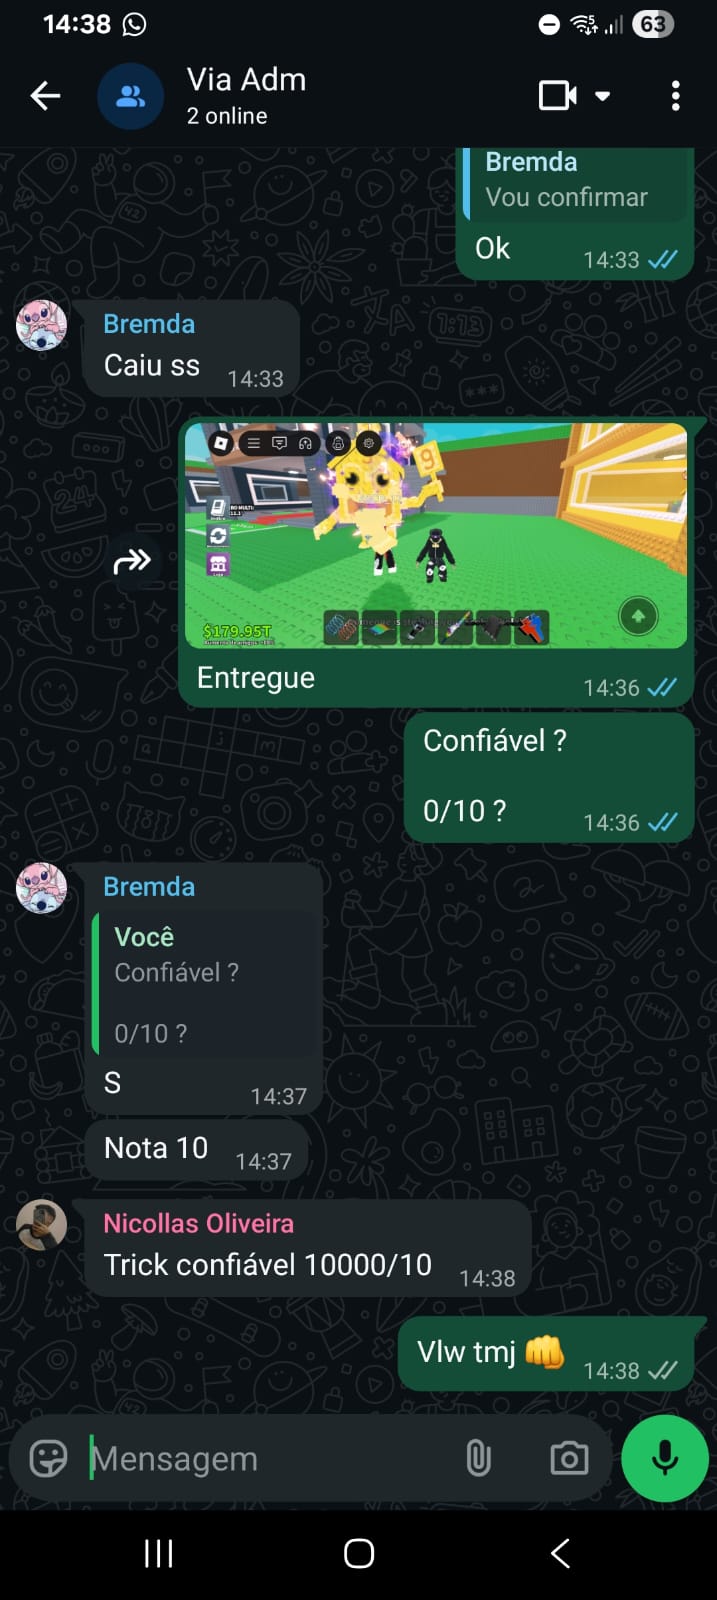 14:38
63
Via Adm
2 online
Bremda
Vou confirmar
Ok
14:33
Bremda
Caiu ss
14:33
9
$179.95T
Entregue
14:36
Confiável ?
0/10 ?
14:36
Bremda
Você
Confiável ?
0/10 ?
S
14:37
Nota 10
14:37
Nicollas Oliveira
Trick confiável 10000/10
14:38
Vlw tmj 👊
14:38
Mensagem